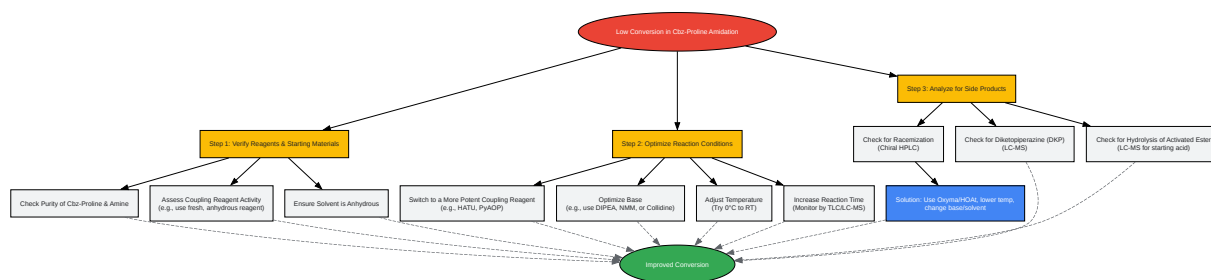 Low Conversion in Cbz-Proline Amidation
Step 3: Analyze for Side Products
Step 1: Verify Reagents & Starting Materials
Step 2: Optimize Reaction Conditions
Check for Racemization
(Chiral HPLC)
Check for Diketopiperazine (DKP)
(LC-MS)
Check for Hydrolysis of Activated Ester
(LC-MS for starting acid)
Check Purity of Cbz-Proline & Amine
Assess Coupling Reagent Activity
(e.g., use fresh, anhydrous reagent)
Ensure Solvent is Anhydrous
Switch to a More Potent Coupling Reagent
(e.g., HATU, PyAOP)
Optimize Base
(e.g., use DIPEA, NMM, or Collidine)
Adjust Temperature
(Try 0°C to RT)
Increase Reaction Time
(Monitor by TLC/LC-MS)
Solution: Use Oxyma/HOAt, lower temp,
change base/solvent
Improved Conversion